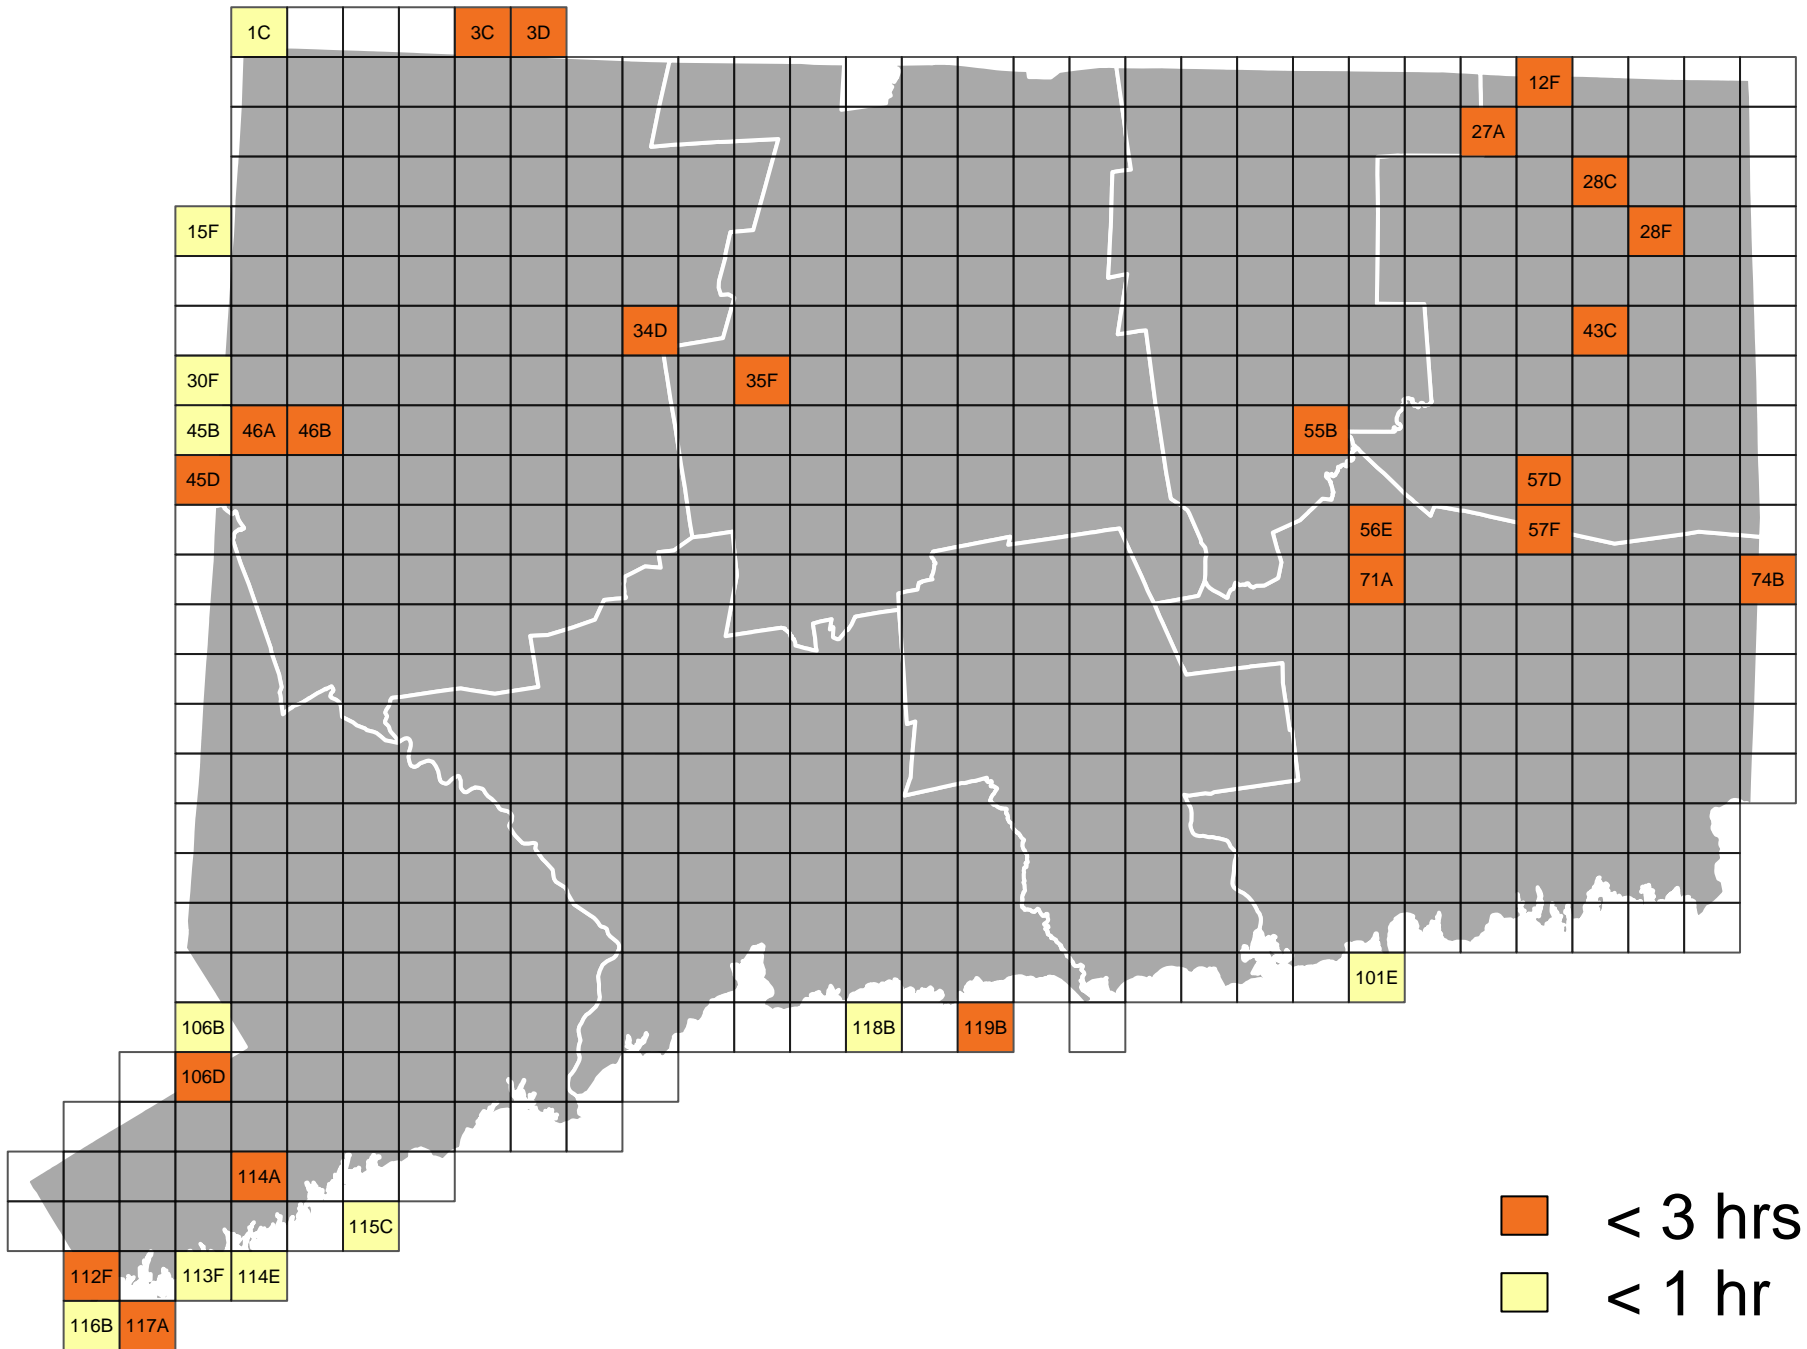 1C 3C 3D
12F
27A
28C
15F 28F
34D 43C
30F 35F
45B 46A 46B 55B
45D 57D
56E 57F
71A 74B
101E
106B 118B 119B
106D
114A
115C
< 3 hrs
112F 113F 114E
< 1 hr
116B 117A